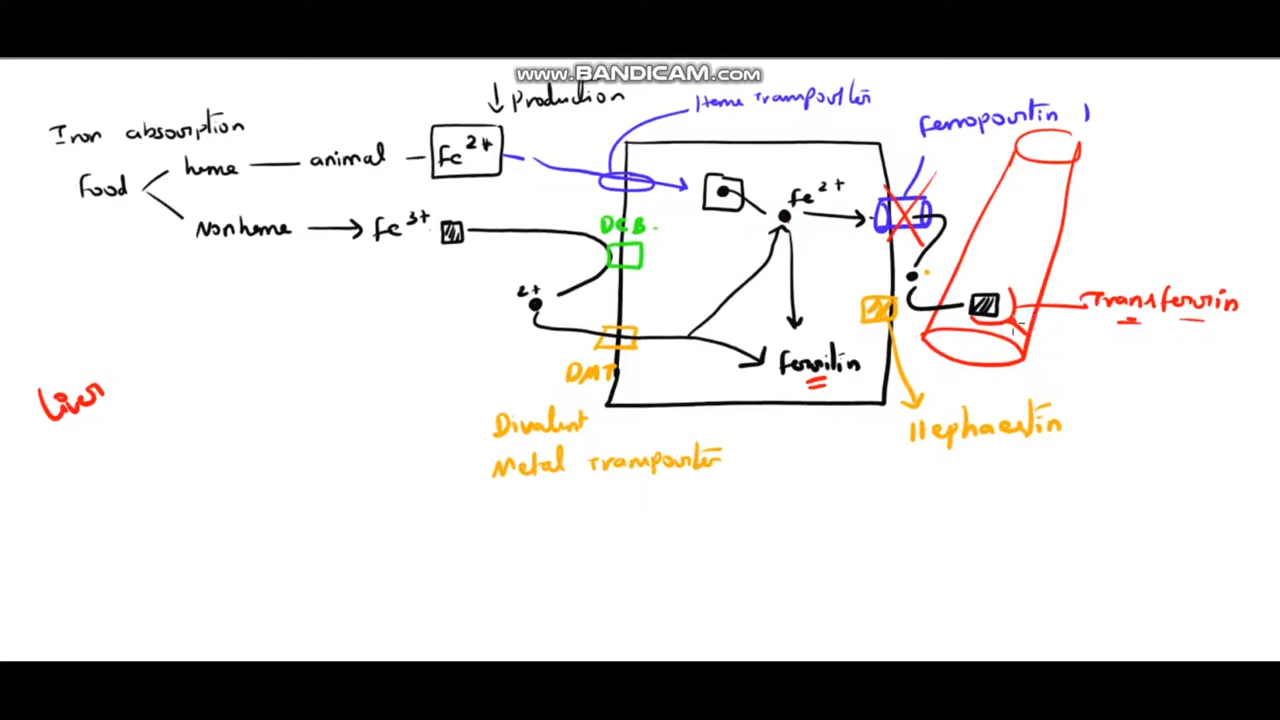 www.BANDICAM.com
↓ Production
Heme Transporter
Ferroportin 1
Iron absorption
Food
heme — animal — Fe2+
Nonheme → Fe3+
DCB
Fe2+
2+
Transferrin
Ferritin
DMT
Liver
Divalent
Metal Transporter
Hephaestin